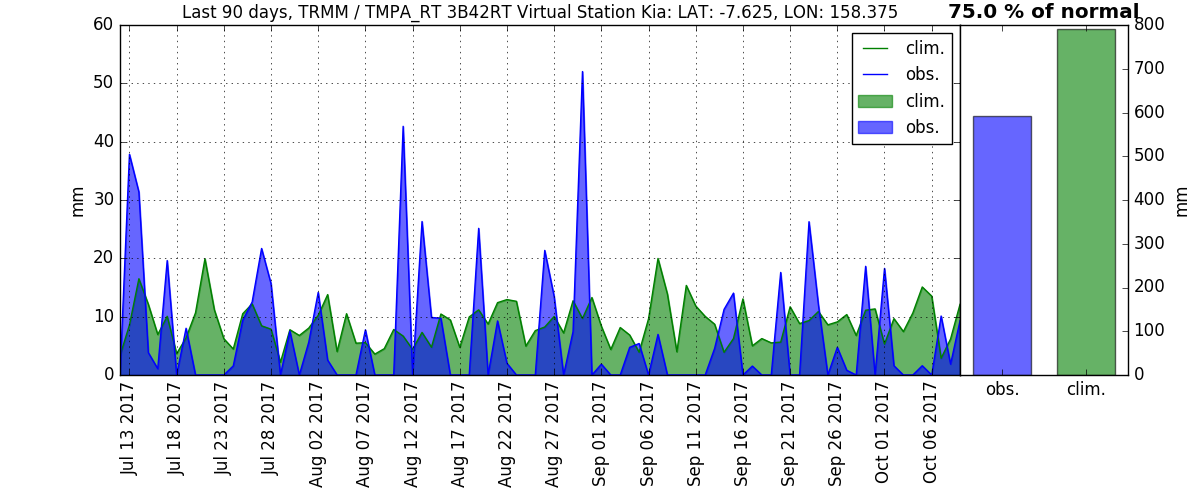 Last 90 days, TRMM / TMPA_RT 3B42RT Virtual Station Kia: LAT: -7.625, LON: 158.375
75.0 % of normal
60
50
40
30
20
10
0
mm
clim.
obs.
clim.
obs.
Jul 13 2017
Jul 18 2017
Jul 23 2017
Jul 28 2017
Aug 02 2017
Aug 07 2017
Aug 12 2017
Aug 17 2017
Aug 22 2017
Aug 27 2017
Sep 01 2017
Sep 06 2017
Sep 11 2017
Sep 16 2017
Sep 21 2017
Sep 26 2017
Oct 01 2017
Oct 06 2017
obs.
clim.
800
700
600
500
400
300
200
100
0
mm